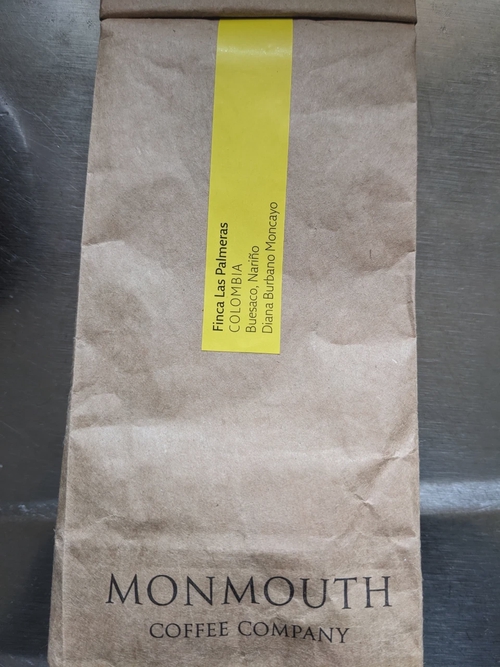 Finca Las Palmeras
COLOMBIA
Buesaco, Nariño
Diana Burbano Moncayo
MONMOUTH
COFFEE COMPANY